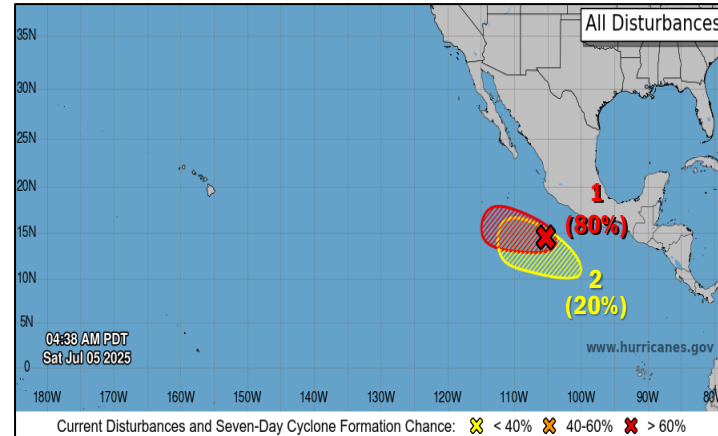 All Disturbances
35N
30N
25N
20N
15N
10N
5N
0
1
(80%)
2
(20%)
04:38 AM PDT
Sat Jul 05 2025
www.hurricanes.gov
180W 170W 160W 150W 140W 130W 120W 110W 100W 90W 80W
Current Disturbances and Seven-Day Cyclone Formation Chance: < 40% 40-60% > 60%